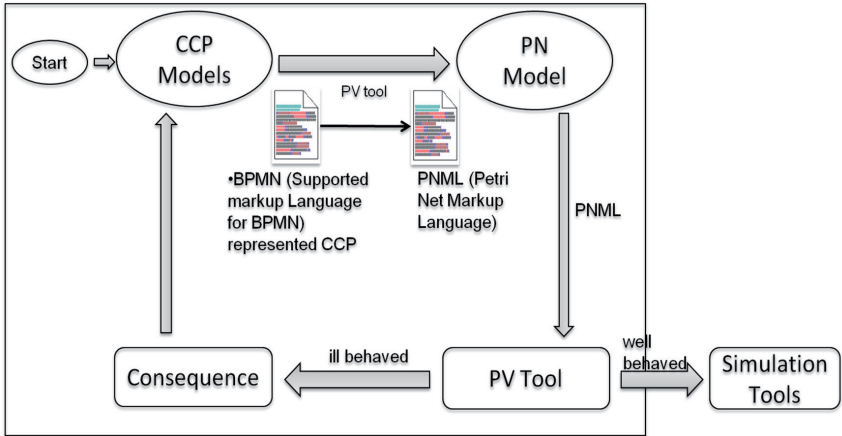 Start
CCP
Models
PN
Model
PV tool
•BPMN (Supported
markup Language
for BPMN)
represented CCP
PNML (Petri
Net Markup
Language)
PNML
Consequence
ill behaved
PV Tool
well
behaved
Simulation
Tools